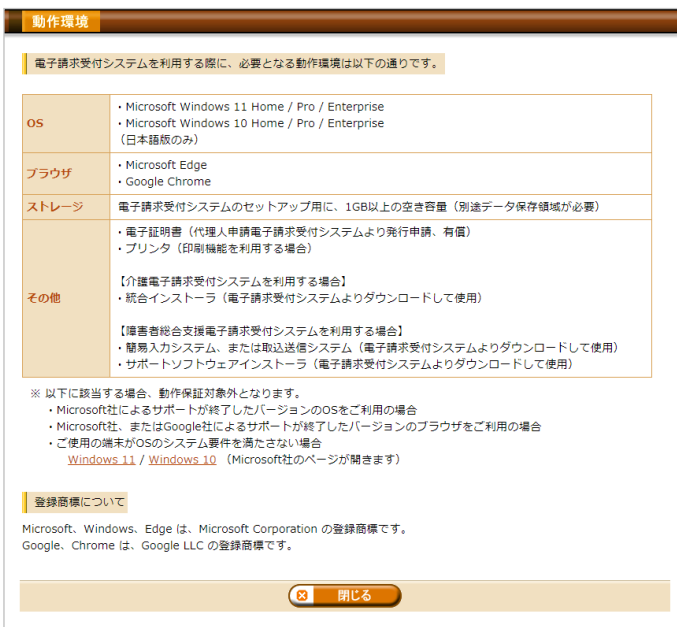 動作環境
電子請求受付システムを利用する際に、必要となる動作環境は以下の通りです。
OS
・Microsoft Windows 11 Home / Pro / Enterprise
・Microsoft Windows 10 Home / Pro / Enterprise
（日本語版のみ）
ブラウザ
・Microsoft Edge
・Google Chrome
ストレージ
電子請求受付システムのセットアップ用に、1GB以上の空き容量（別途データ保存領域が必要）
その他
・電子証明書（代理人申請電子請求受付システムより発行申請、有償）
・プリンタ（印刷機能を利用する場合）
【介護電子請求受付システムを利用する場合】
・統合インストーラ（電子請求受付システムよりダウンロードして使用）
【障害者総合支援電子請求受付システムを利用する場合】
・簡易入力システム、または取込送信システム（電子請求受付システムよりダウンロードして使用）
・サポートソフトウェアインストーラ（電子請求受付システムよりダウンロードして使用）
※ 以下に該当する場合、動作保証対象外となります。
・Microsoft社によるサポートが終了したバージョンのOSをご利用の場合
・Microsoft社、またはGoogle社によるサポートが終了したバージョンのブラウザをご利用の場合
・ご使用の端末がOSのシステム要件を満たさない場合
Windows 11 / Windows 10 （Microsoft社のページが開きます）
登録商標について
Microsoft、Windows、Edge は、Microsoft Corporation の登録商標です。
Google、Chrome は、Google LLC の登録商標です。
閉じる